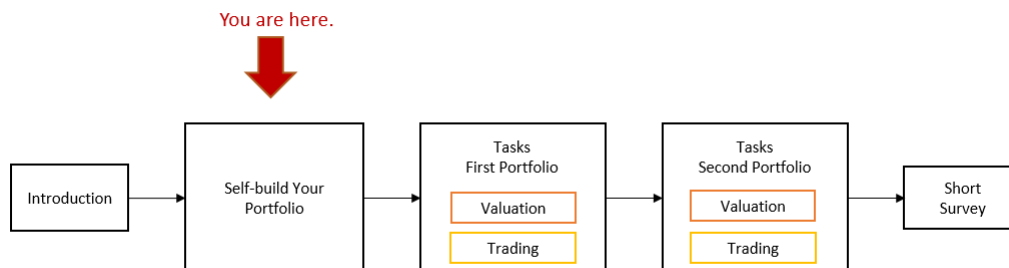 You are here.
Introduction
Self-build Your
Portfolio
Tasks
First Portfolio
Valuation
Trading
Tasks
Second Portfolio
Valuation
Trading
Short
Survey